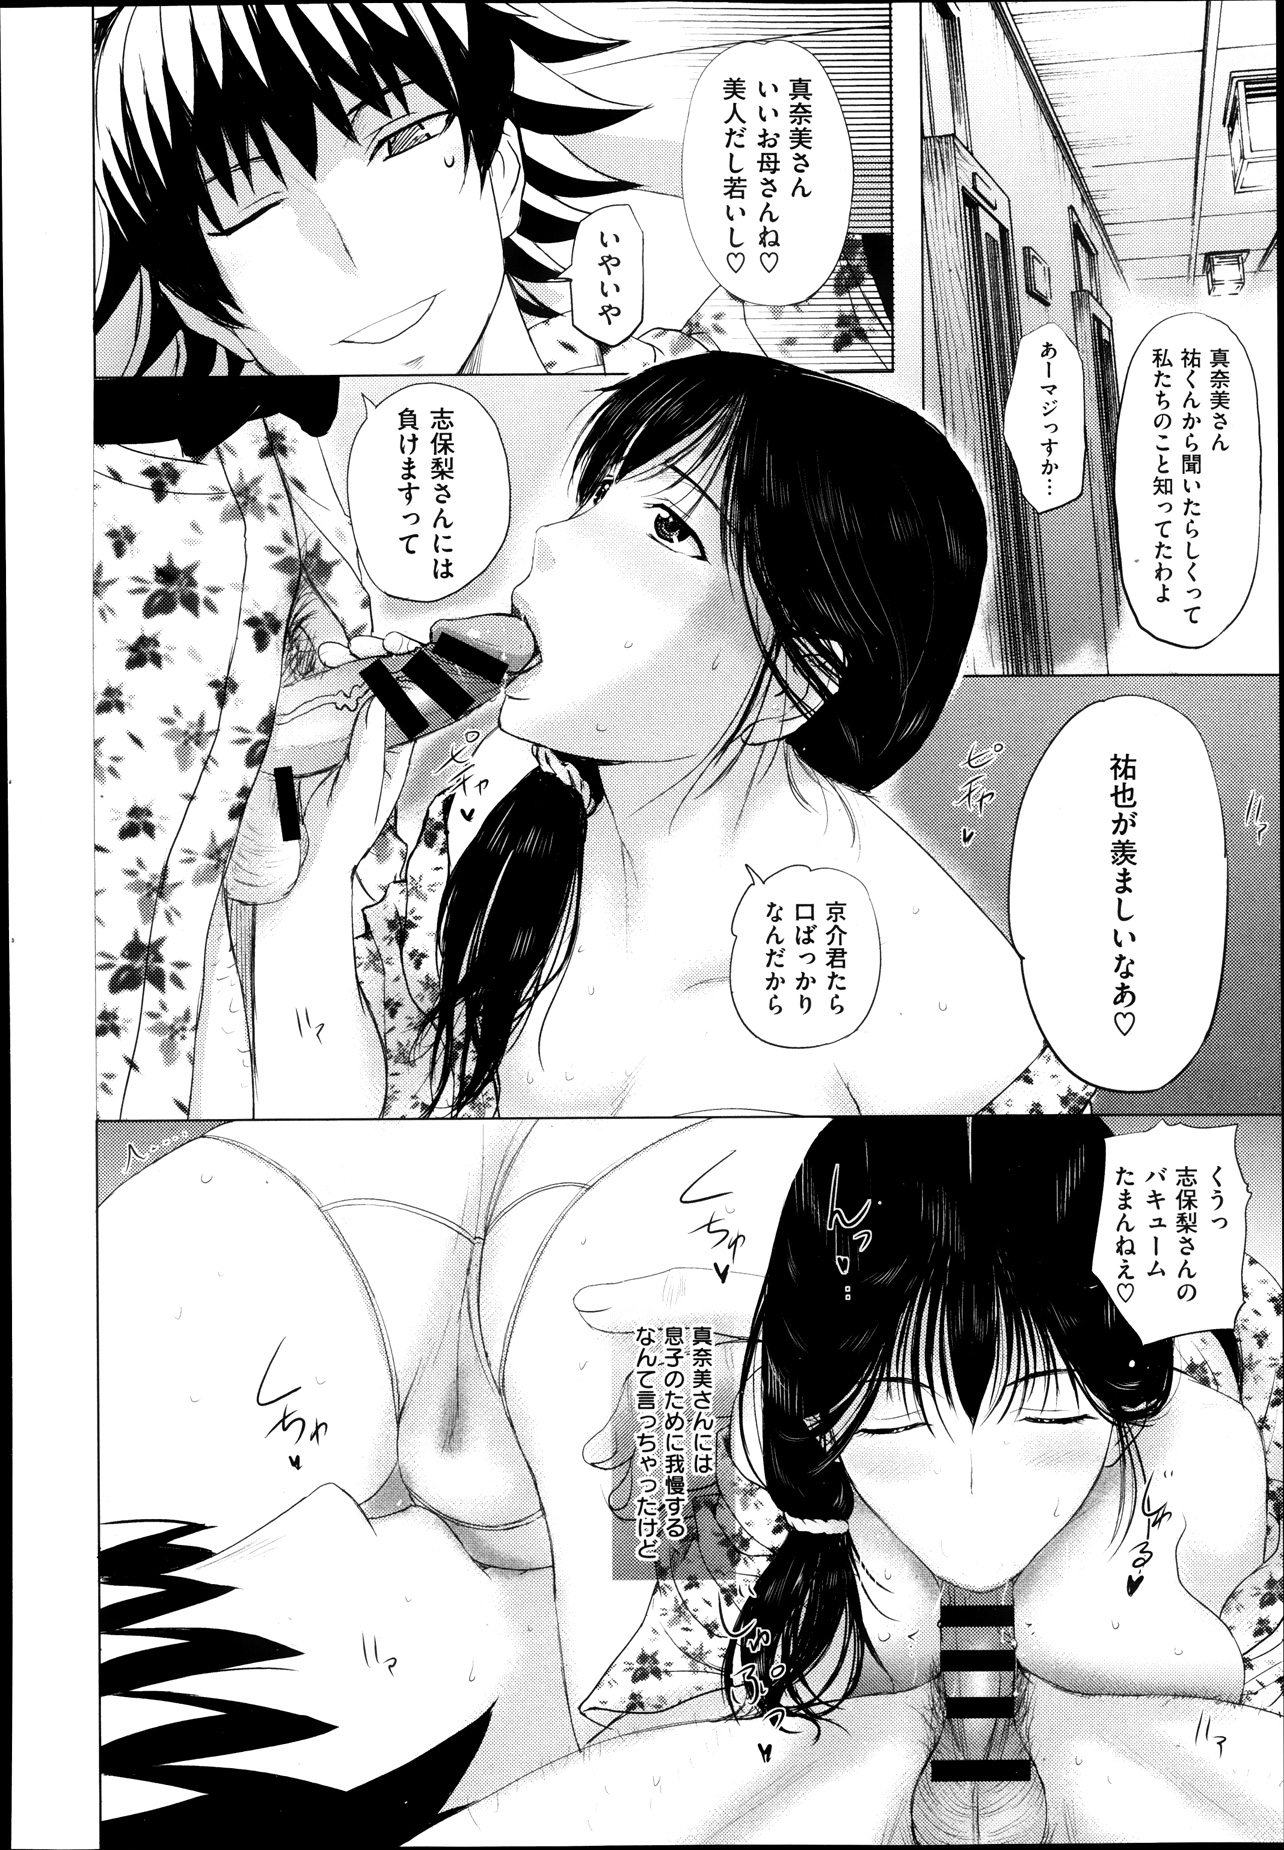 真奈美さん
祐くんから聞いたらしくって
私たちのこと知ってたわよ
あーマジっすか…
真奈美さん
いいお母さんね♡
美人だし若いし♡
いやいや
祐也が羨ましいなあ♡
志保梨さんには
負けますって
京介君たら
口ばっかり
なんだから
ピチャ♥
ピチャ♥
くうっ
志保梨さんの
バキューム
たまんねえ♡
んっ…
真奈美さんには
息子のために我慢する
なんて言っちゃったけど
くちゅ♥
くちゅ♥